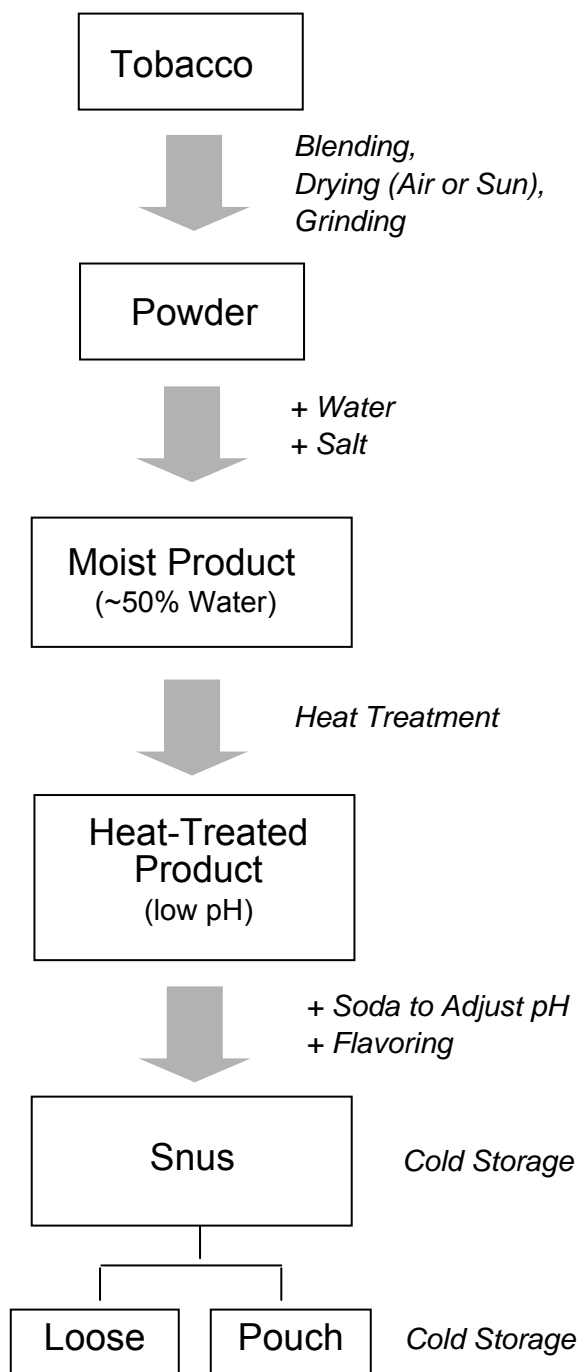 Tobacco
Blending,
Drying (Air or Sun),
Grinding
Powder
+ Water
+ Salt
Moist Product
(~50% Water)
Heat Treatment
Heat-Treated
Product
(low pH)
+ Soda to Adjust pH
+ Flavoring
Snus
Cold Storage
Loose
Pouch
Cold Storage